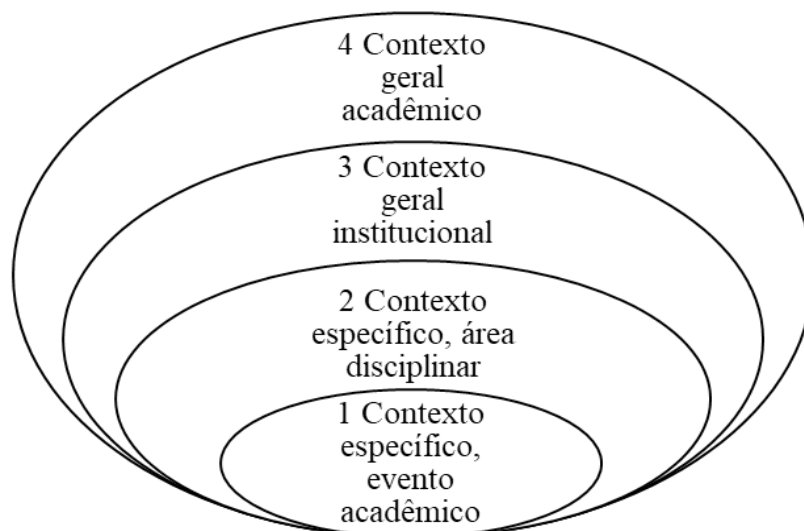 4 Contexto
geral
acadêmico
3 Contexto
geral
institucional
2 Contexto
específico, área
disciplinar
1 Contexto
específico,
evento
acadêmico